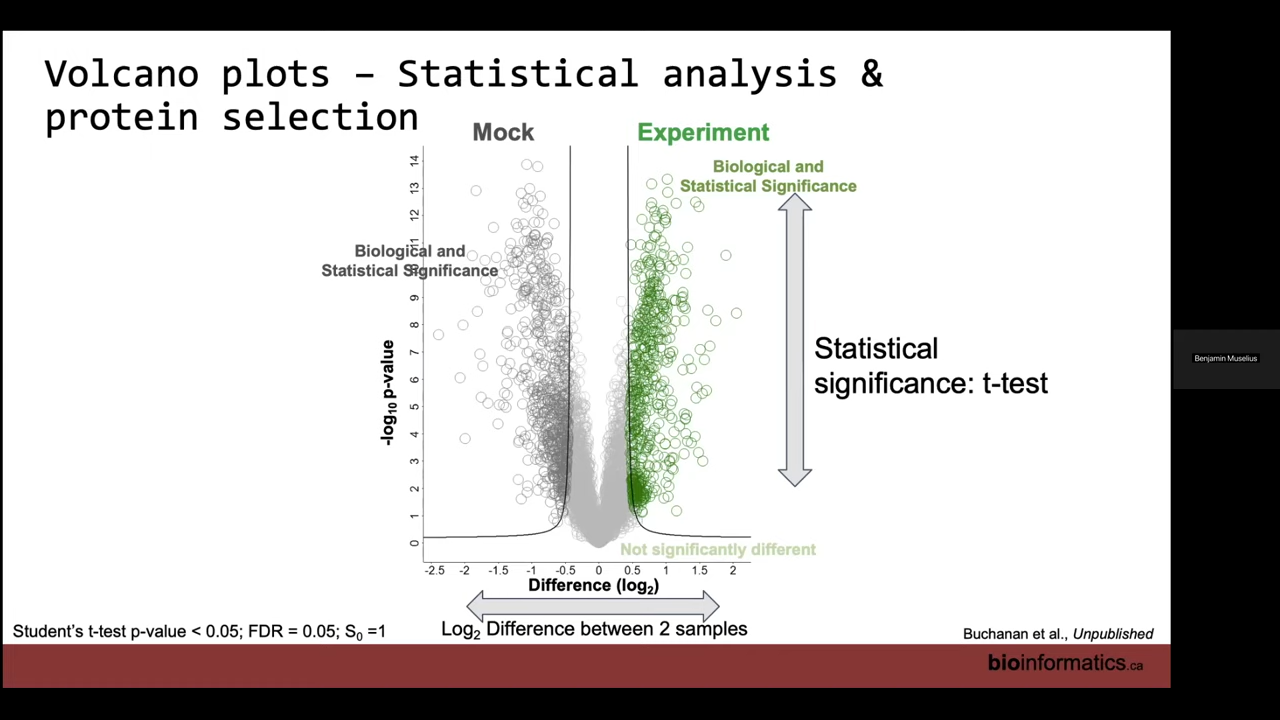 Volcano plots – Statistical analysis &
protein selection
Mock
Experiment
Biological and
Statistical Significance
Biological and
Statistical Significance
14
13
12
11
10
9
8
7
6
5
4
3
2
1
0
-log10 p-value
Statistical
significance: t-test
Not significantly different
-2.5 -2 -1.5 -1 -0.5 0 0.5 1 1.5 2
Difference (log2)
Log2 Difference between 2 samples
Student's t-test p-value < 0.05; FDR = 0.05; S0 =1
Buchanan et al., Unpublished
bioinformatics.ca
Benjamin Muselius